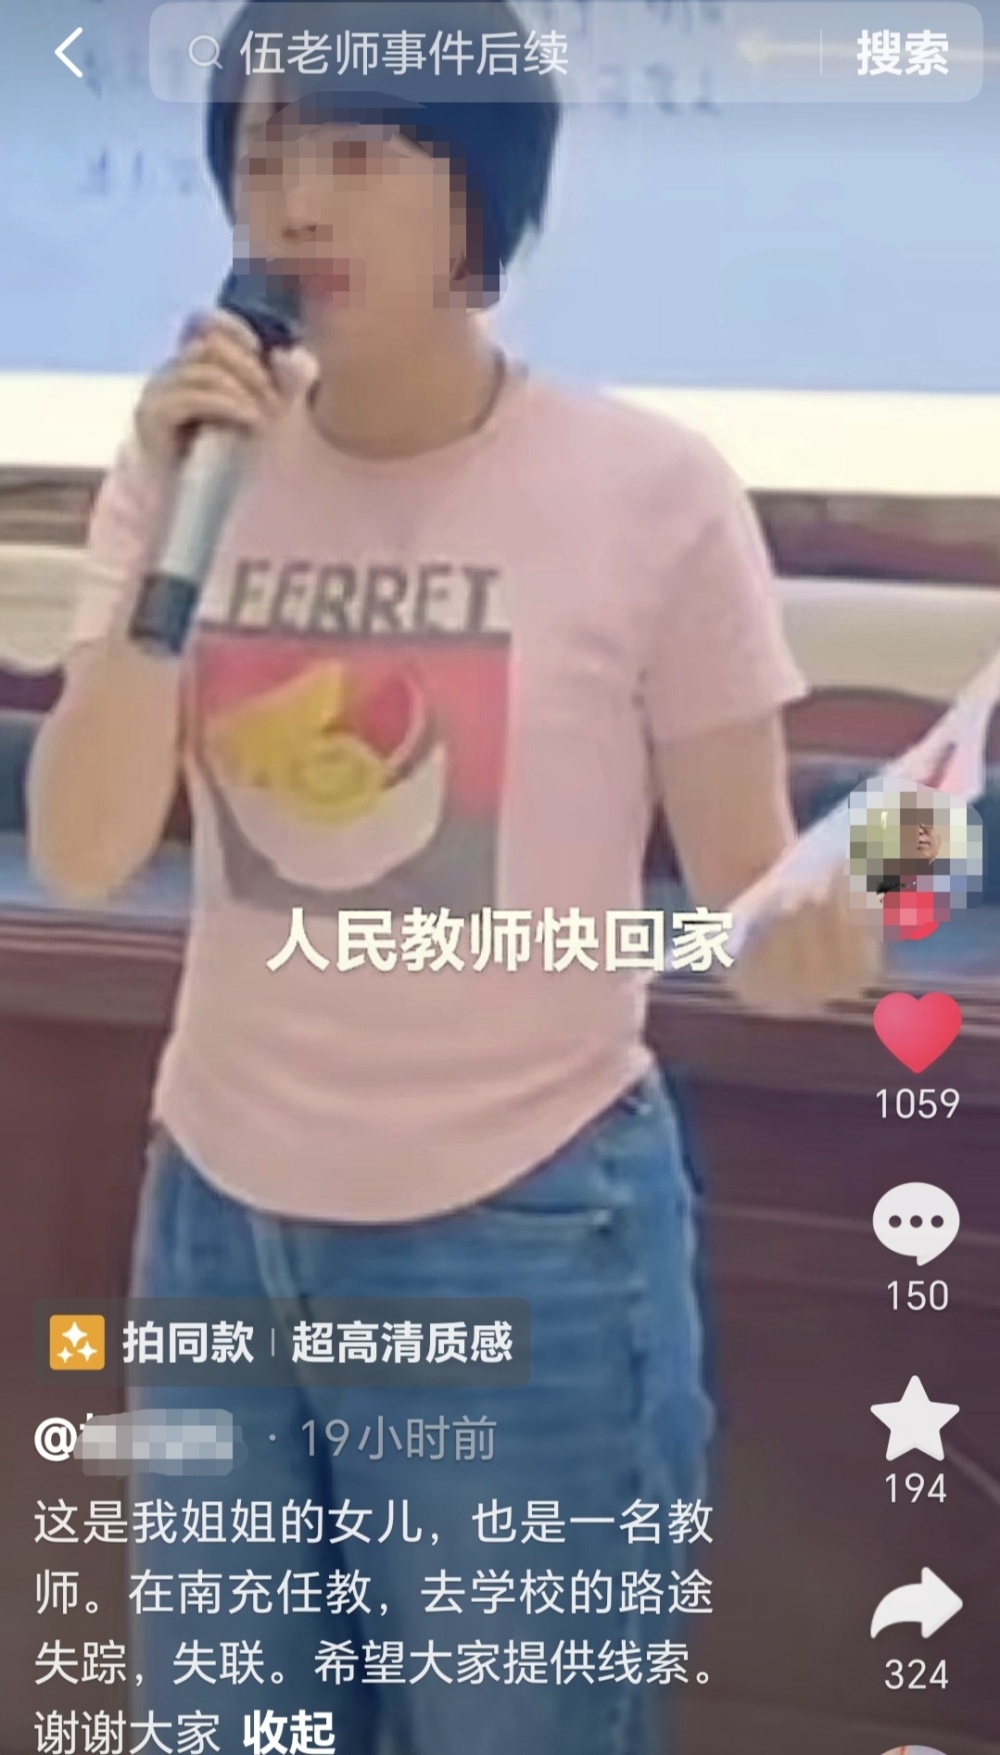 伍老师事件后续
搜索
FERRET
人民教师快回家
1059
150
拍同款 | 超高清质感
194
@
· 19小时前
这是我姐姐的女儿，也是一名教
师。在南充任教，去学校的路途
失踪，失联。希望大家提供线索。
谢谢大家 收起
324